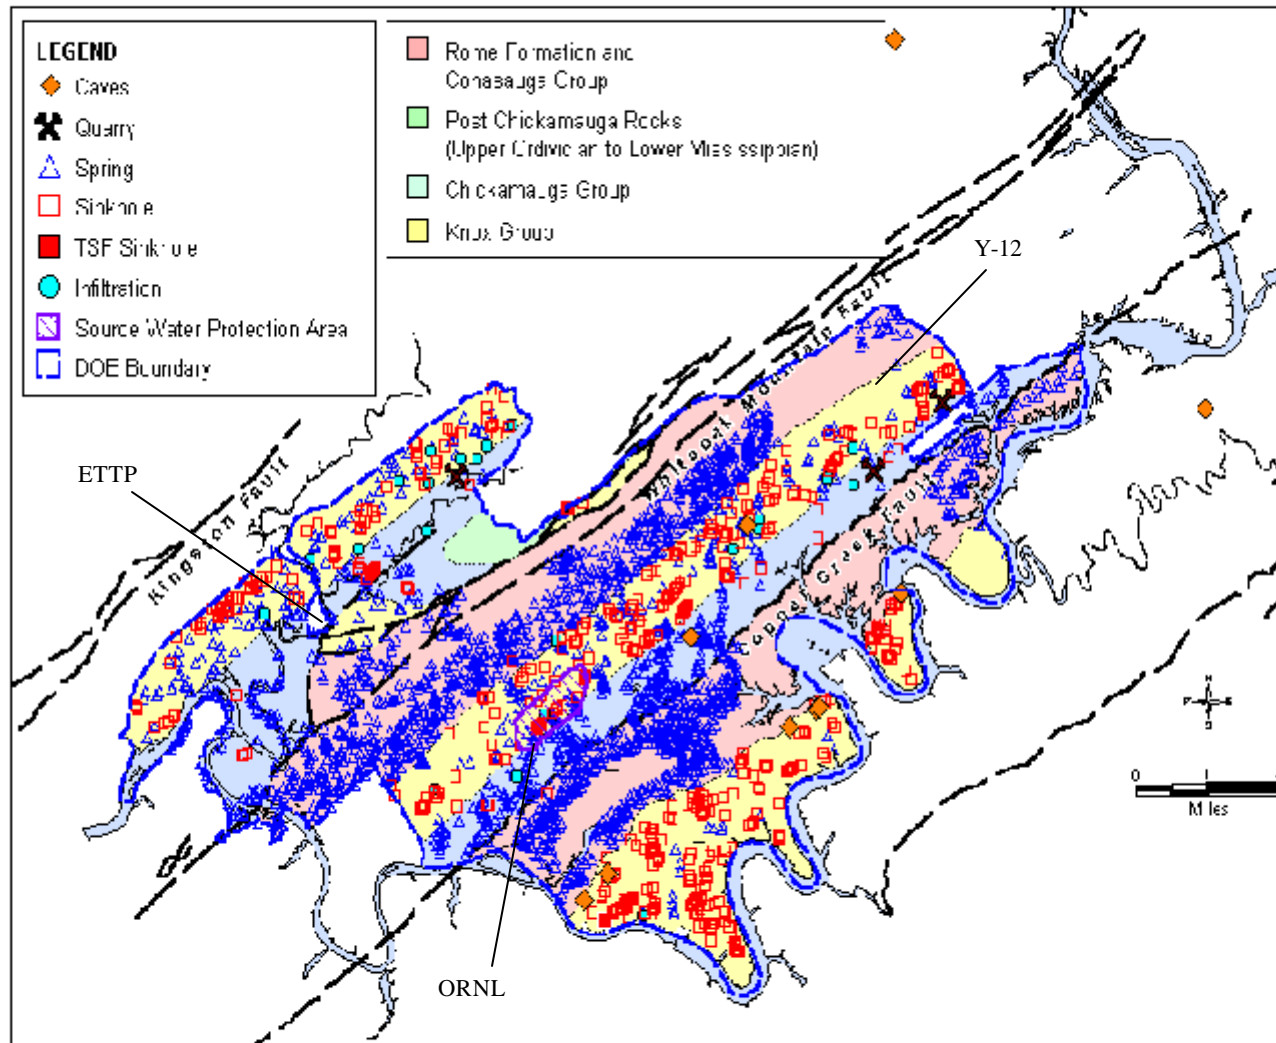 LEGEND
Caves
Quarry
Spring
Sinkhole
TSF Sinkhole
Infiltration
Source Water Protection Area
DOE Boundary
Rome Formation and
Conasauga Group
Post Chickamauga Rocks
(Upper Ordivician to Lower Mississippian)
Chickamauga Group
Knox Group
Y-12
Whiteoak Mountain Fault
ETTP
Kingston Fault
Copper Creek Fault
ORNL
0 1
Miles